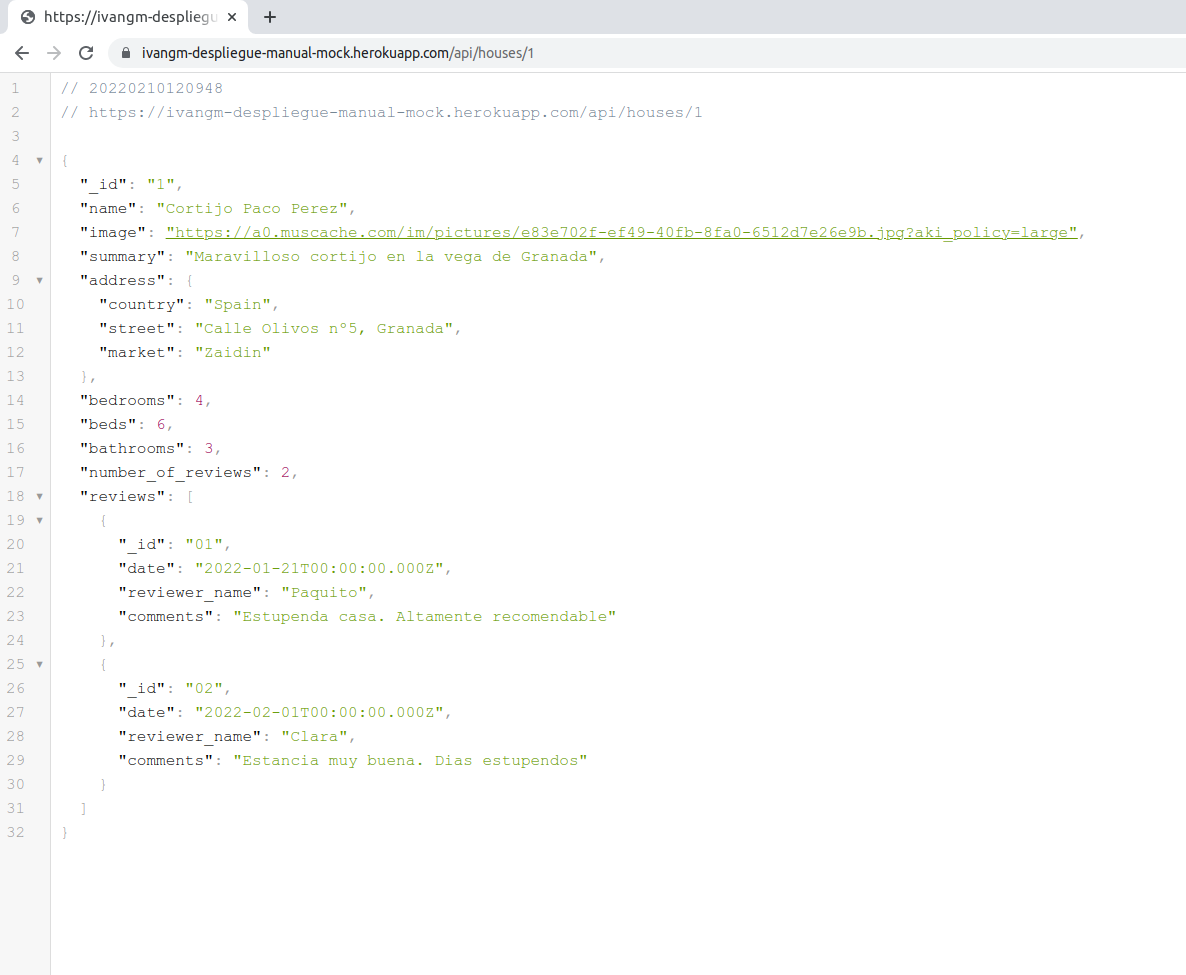 https://ivangm-desplieg
ivangm-despliegue-manual-mock.herokuapp.com/api/houses/1
1 // 20220210120948
2 // https://ivangm-despliegue-manual-mock.herokuapp.com/api/houses/1
3
4 {
5 "_id": "1",
6 "name": "Cortijo Paco Perez",
7 "image": "https://a0.muscache.com/im/pictures/e83e702f-ef49-40fb-8fa0-6512d7e26e9b.jpg?aki_policy=large",
8 "summary": "Maravilloso cortijo en la vega de Granada",
9 "address": {
10 "country": "Spain",
11 "street": "Calle Olivos nº5, Granada",
12 "market": "Zaidin"
13 },
14 "bedrooms": 4,
15 "beds": 6,
16 "bathrooms": 3,
17 "number_of_reviews": 2,
18 "reviews": [
19 {
20 "_id": "01",
21 "date": "2022-01-21T00:00:00.000Z",
22 "reviewer_name": "Paquito",
23 "comments": "Estupenda casa. Altamente recomendable"
24 },
25 {
26 "_id": "02",
27 "date": "2022-02-01T00:00:00.000Z",
28 "reviewer_name": "Clara",
29 "comments": "Estancia muy buena. Dias estupendos"
30 }
31 ]
32 }